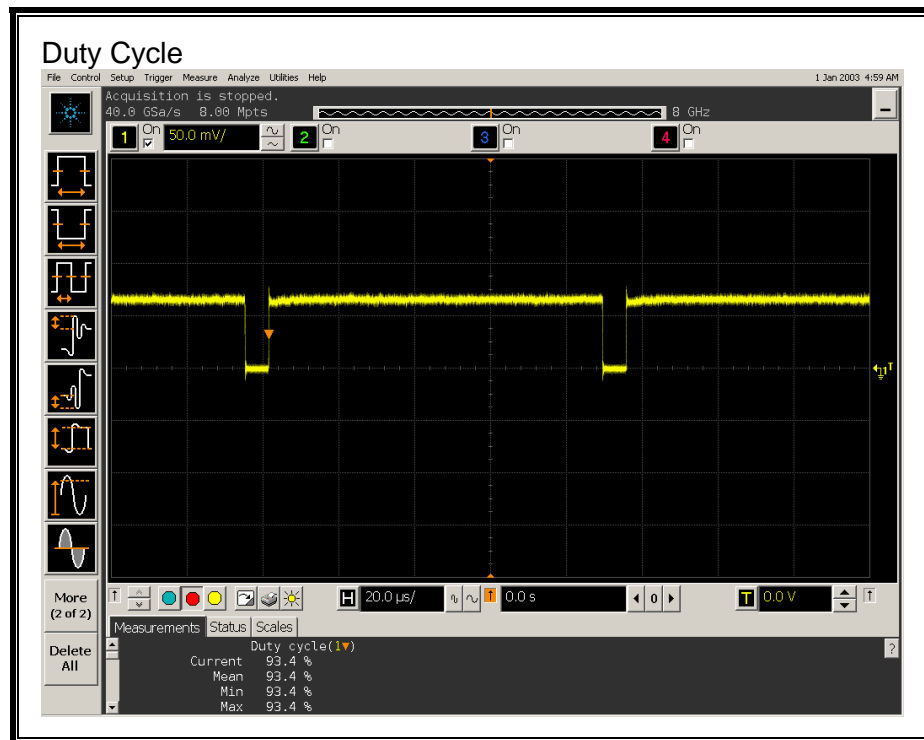 Duty Cycle
File Control Setup Trigger Measure Analyze Utilities Help 1 Jan 2003 4:59 AM
Acquisition is stopped.
40.0 GSa/s 8.00 Mpts 8 GHz
1 On 50.0 mV/ 2 On 3 On 4 On
T
More
(2 of 2)
Delete
All
H 20.0 µs/ 0.0 s 0 T 0.0 V
Measurements Status Scales
Duty cycle(1▼) ?
Current 93.4 %
Mean 93.4 %
Min 93.4 %
Max 93.4 %